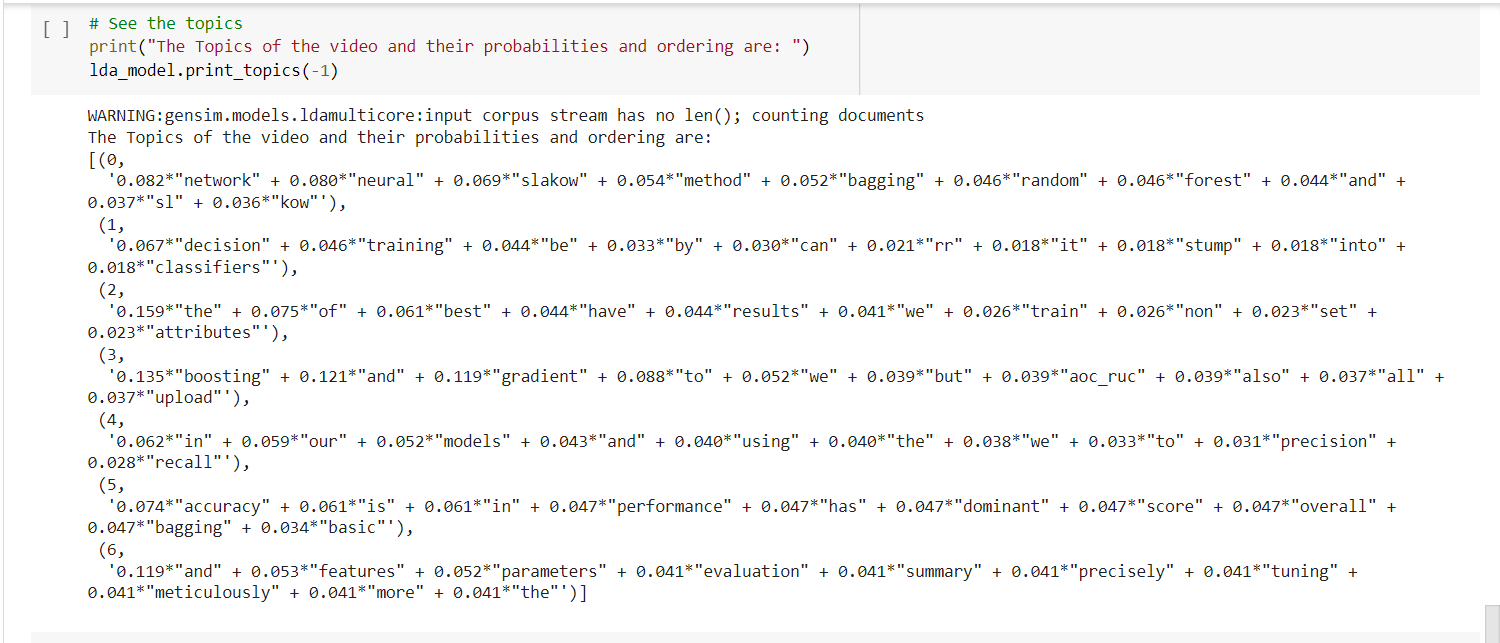 [ ] # See the topics
print("The Topics of the video and their probabilities and ordering are: ")
lda_model.print_topics(-1)
WARNING:gensim.models.ldamulticore:input corpus stream has no len(); counting documents
The Topics of the video and their probabilities and ordering are:
[(0,
'0.082*"network" + 0.080*"neural" + 0.069*"slakow" + 0.054*"method" + 0.052*"bagging" + 0.046*"random" + 0.046*"forest" + 0.044*"and" +
0.037*"sl" + 0.036*"kow"'),
(1,
'0.067*"decision" + 0.046*"training" + 0.044*"be" + 0.033*"by" + 0.030*"can" + 0.021*"rr" + 0.018*"it" + 0.018*"stump" + 0.018*"into" +
0.018*"classifiers"'),
(2,
'0.159*"the" + 0.075*"of" + 0.061*"best" + 0.044*"have" + 0.044*"results" + 0.041*"we" + 0.026*"train" + 0.026*"non" + 0.023*"set" +
0.023*"attributes"'),
(3,
'0.135*"boosting" + 0.121*"and" + 0.119*"gradient" + 0.088*"to" + 0.052*"we" + 0.039*"but" + 0.039*"aoc_ruc" + 0.039*"also" + 0.037*"all" +
0.037*"upload"'),
(4,
'0.062*"in" + 0.059*"our" + 0.052*"models" + 0.043*"and" + 0.040*"using" + 0.040*"the" + 0.038*"we" + 0.033*"to" + 0.031*"precision" +
0.028*"recall"'),
(5,
'0.074*"accuracy" + 0.061*"is" + 0.061*"in" + 0.047*"performance" + 0.047*"has" + 0.047*"dominant" + 0.047*"score" + 0.047*"overall" +
0.047*"bagging" + 0.034*"basic"'),
(6,
'0.119*"and" + 0.053*"features" + 0.052*"parameters" + 0.041*"evaluation" + 0.041*"summary" + 0.041*"precisely" + 0.041*"tuning" +
0.041*"meticulously" + 0.041*"more" + 0.041*"the"')]